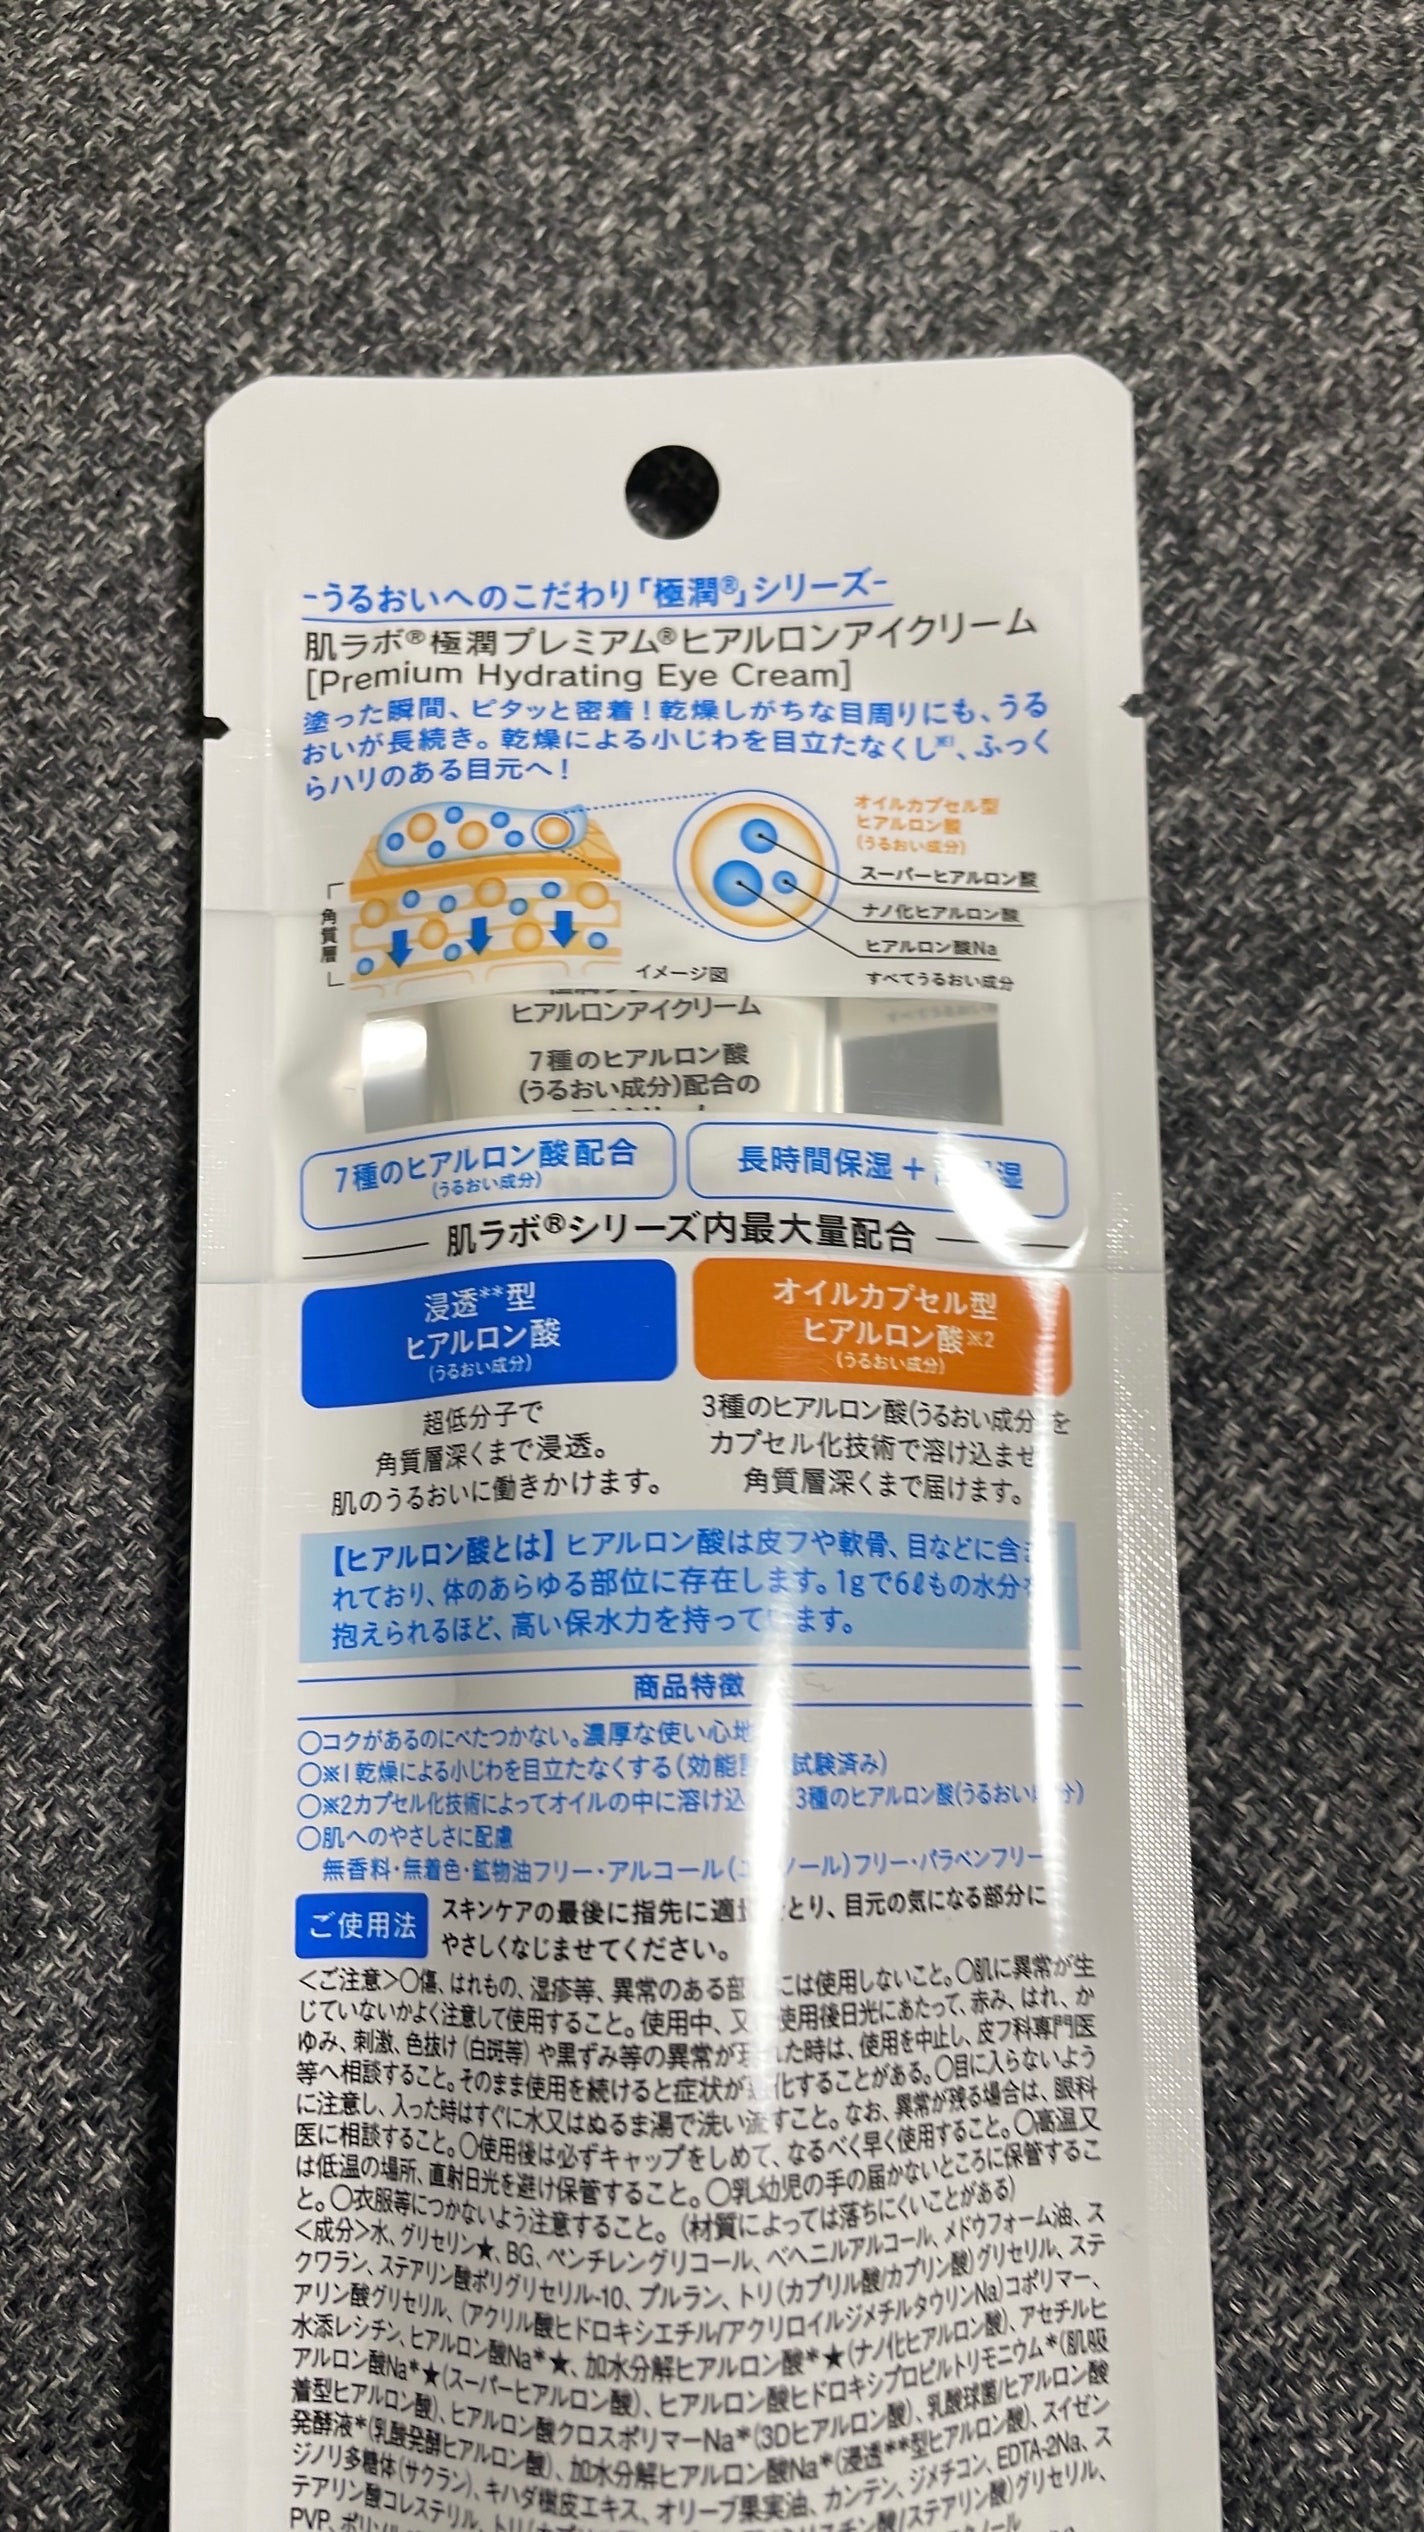 -うるおいへのこだわり「極潤®」シリーズ-
肌ラボ®極潤プレミアム®ヒアルロンアイクリーム
[Premium Hydrating Eye Cream]
塗った瞬間、ピタッと密着！乾燥しがちな目周りにも、うる
おいが長続き。乾燥による小じわを目立たなくし※1、ふっく
らハリのある目元へ！
オイルカプセル型
ヒアルロン酸
(うるおい成分)
スーパーヒアルロン酸
ナノ化ヒアルロン酸
ヒアルロン酸Na
すべてうるおい成分
角質層
イメージ図
ヒアルロンアイクリーム
7種のヒアルロン酸
(うるおい成分)配合の
7種のヒアルロン酸配合
(うるおい成分)
長時間保湿＋ 湿
肌ラボ®シリーズ内最大量配合
浸透**型
ヒアルロン酸
(うるおい成分)
超低分子で
角質層深くまで浸透。
肌のうるおいに働きかけます。
オイルカプセル型
ヒアルロン酸※2
(うるおい成分)
3種のヒアルロン酸(うるおい成分)を
カプセル化技術で溶け込ませ
角質層深くまで届けます。
【ヒアルロン酸とは】ヒアルロン酸は皮フや軟骨、目などに含ま
れており、体のあらゆる部位に存在します。1gで6ℓもの水分を
抱えられるほど、高い保水力を持っています。
商品特徴
○コクがあるのにべたつかない。濃厚な使い心地
○※1乾燥による小じわを目立たなくする（効能 試験済み）
○※2カプセル化技術によってオイルの中に溶け込 3種のヒアルロン酸(うるおい成分)
○肌へのやさしさに配慮
無香料・無着色・鉱物油フリー・アルコール（エ ノール）フリー・パラベンフリー
ご使用法
スキンケアの最後に指先に適量をとり、目元の気になる部分に
やさしくなじませてください。
＜ご注意＞○傷、はれもの、湿疹等、異常のある部 には使用しないこと。○肌に異常が生
じていないかよく注意して使用すること。使用中、又 使用後日光にあたって、赤み、はれ、か
ゆみ、刺激、色抜け（白斑等）や黒ずみ等の異常が現れた時は、使用を中止し、皮フ科専門医
等へ相談すること。そのまま使用を続けると症状が悪化することがある。○目に入らないよう
に注意し、入った時はすぐに水又はぬるま湯で洗い流すこと。なお、異常が残る場合は、眼科
医に相談すること。○使用後は必ずキャップをしめて、なるべく早く使用すること。○高温又
は低温の場所、直射日光を避け保管すること。○乳幼児の手の届かないところに保管するこ
と。○衣服等につかないよう注意すること。（材質によっては落ちにくいことがある）
＜成分＞水、グリセリン★、BG、ペンチレングリコール、ベヘニルアルコール、メドウフォーム油、ス
クワラン、ステアリン酸ポリグリセリル-10、プルラン、トリ(カプリル酸/カプリン酸)グリセリル、ステ
アリン酸グリセリル、(アクリル酸ヒドロキシエチル/アクリロイルジメチルタウリンNa)コポリマー、
水添レシチン、ヒアルロン酸Na*★、加水分解ヒアルロン酸*★(ナノ化ヒアルロン酸)、アセチルヒ
アルロン酸Na*★(スーパーヒアルロン酸)、ヒアルロン酸ヒドロキシプロピルトリモニウム*(肌吸
着型ヒアルロン酸)、ヒアルロン酸クロスポリマーNa*(3Dヒアルロン酸)、乳酸球菌/ヒアルロン酸
発酵液*(乳酸発酵ヒアルロン酸)、加水分解ヒアルロン酸Na*(浸透**型ヒアルロン酸)、スイゼン
ジノリ多糖体(サクラン)、キハダ樹皮エキス、オリーブ果実油、カンテン、ジメチコン、EDTA-2Na、ス
テアリン酸コレステリル、 スチン酸/ステアリン酸)グリセリル、
PVP、